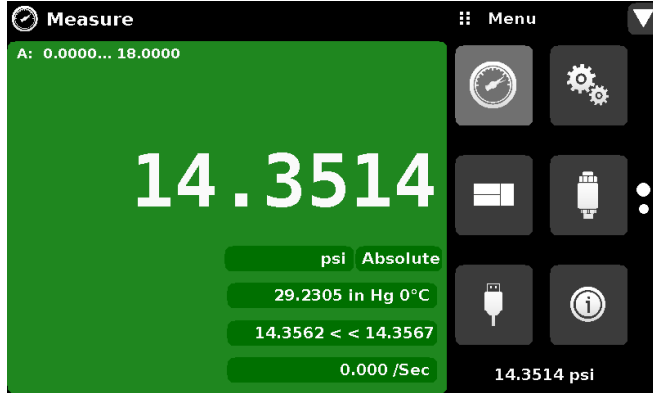 Measure
Menu
A: 0.0000... 18.0000
14.3514
psi Absolute
29.2305 in Hg 0°C
14.3562 < < 14.3567
0.000 /Sec
i
14.3514 psi